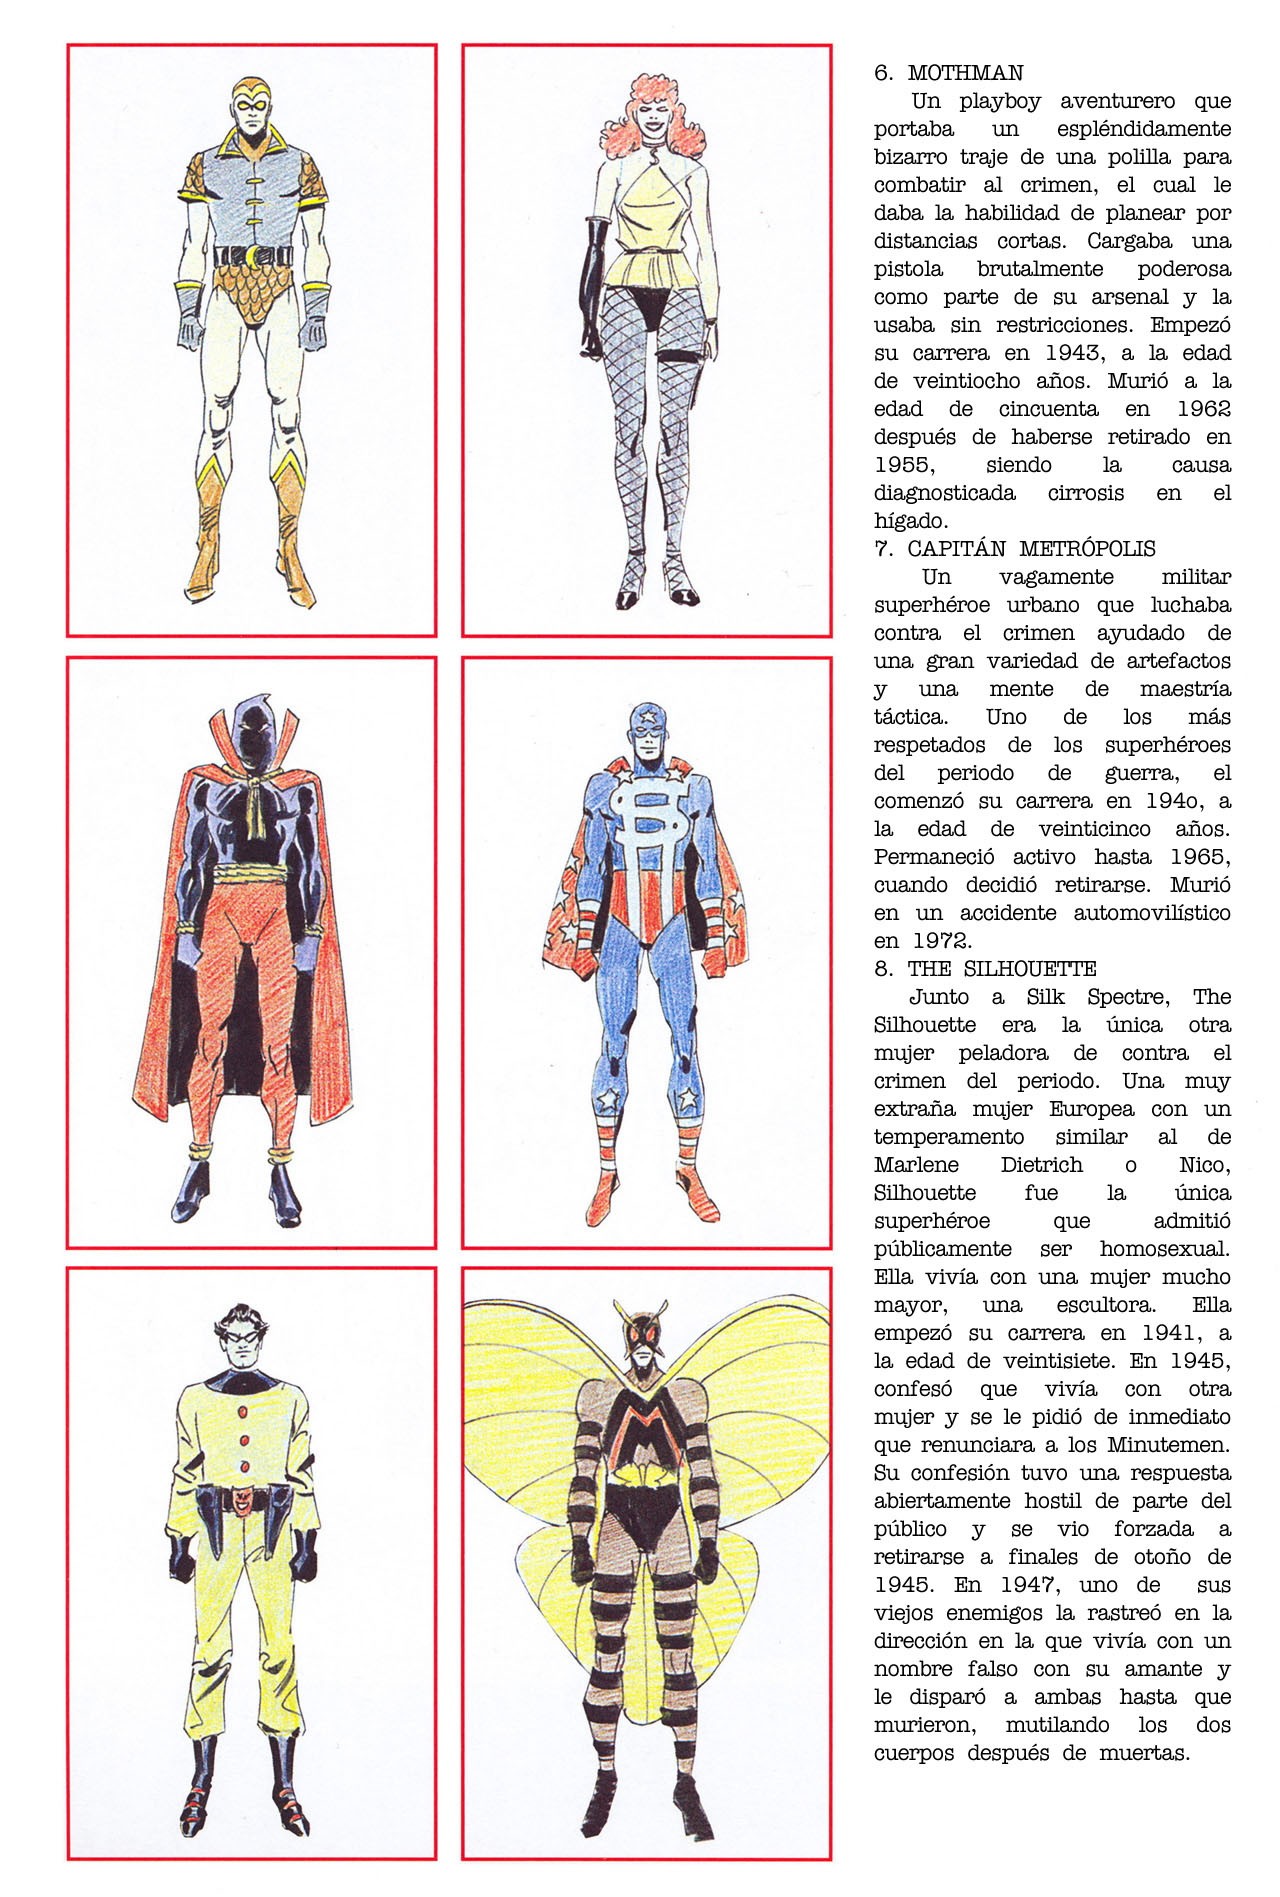 6. MOTHMAN
Un playboy aventurero que
portaba un espléndidamente
bizarro traje de una polilla para
combatir al crimen, el cual le
daba la habilidad de planear por
distancias cortas. Cargaba una
pistola brutalmente poderosa
como parte de su arsenal y la
usaba sin restricciones. Empezó
su carrera en 1943, a la edad
de veintiocho años. Murió a la
edad de cincuenta en 1962
después de haberse retirado en
1955, siendo la causa
diagnosticada cirrosis en el
hígado.
7. CAPITÁN METRÓPOLIS
Un vagamente militar
superhéroe urbano que luchaba
contra el crimen ayudado de
una gran variedad de artefactos
y una mente de maestría
táctica. Uno de los más
respetados de los superhéroes
del periodo de guerra, el
comenzó su carrera en 194o, a
la edad de veinticinco años.
Permaneció activo hasta 1965,
cuando decidió retirarse. Murió
en un accidente automovilístico
en 1972.
8. THE SILHOUETTE
Junto a Silk Spectre, The
Silhouette era la única otra
mujer peladora de contra el
crimen del periodo. Una muy
extraña mujer Europea con un
temperamento similar al de
Marlene Dietrich o Nico,
Silhouette fue la única
superhéroe que admitió
públicamente ser homosexual.
Ella vivía con una mujer mucho
mayor, una escultora. Ella
empezó su carrera en 1941, a
la edad de veintisiete. En 1945,
confesó que vivía con otra
mujer y se le pidió de inmediato
que renunciara a los Minutemen.
Su confesión tuvo una respuesta
abiertamente hostil de parte del
público y se vio forzada a
retirarse a finales de otoño de
1945. En 1947, uno de sus
viejos enemigos la rastreó en la
dirección en la que vivía con un
nombre falso con su amante y
le disparó a ambas hasta que
murieron, mutilando los dos
cuerpos después de muertas.